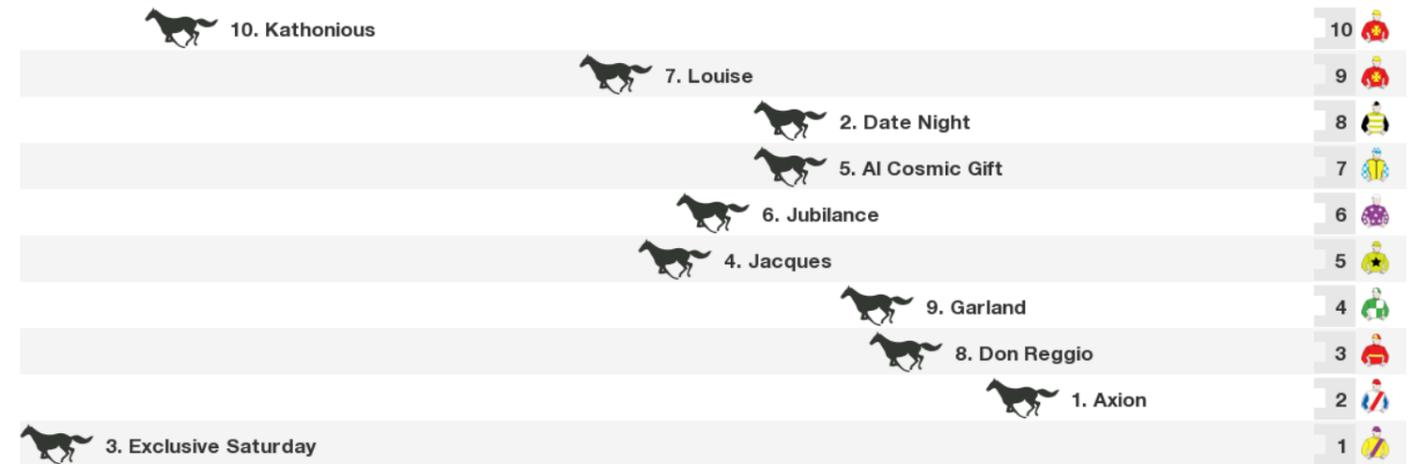 10. Kathonious 10
7. Louise 9
2. Date Night 8
5. Al Cosmic Gift 7
6. Jubilance 6
4. Jacques 5
9. Garland 4
8. Don Reggio 3
1. Axion 2
3. Exclusive Saturday 1